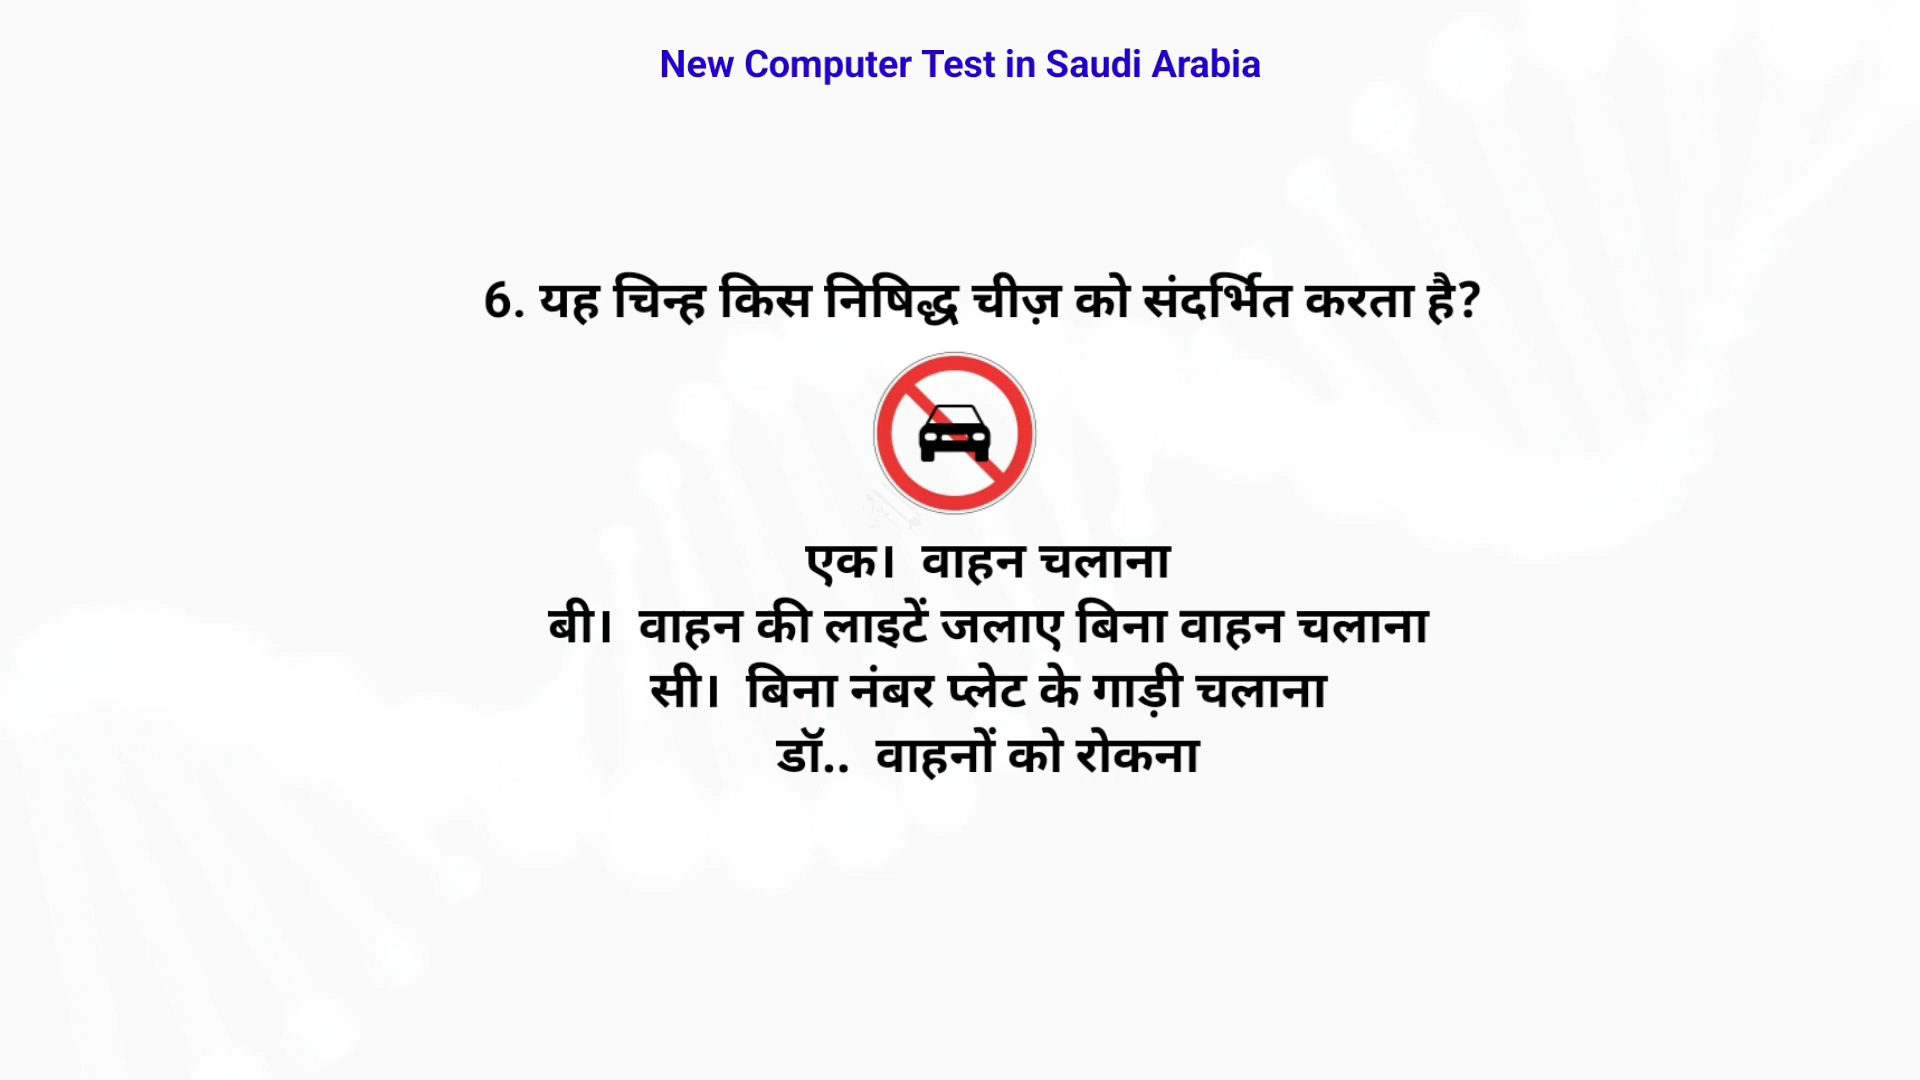 New Computer Test in Saudi Arabia
6. यह चिन्ह किस निषिद्ध चीज़ को संदर्भित करता है?
एक।  वाहन चलाना
बी।  वाहन की लाइटें जलाए बिना वाहन चलाना
सी।  बिना नंबर प्लेट के गाड़ी चलाना
डॉ..  वाहनों को रोकना